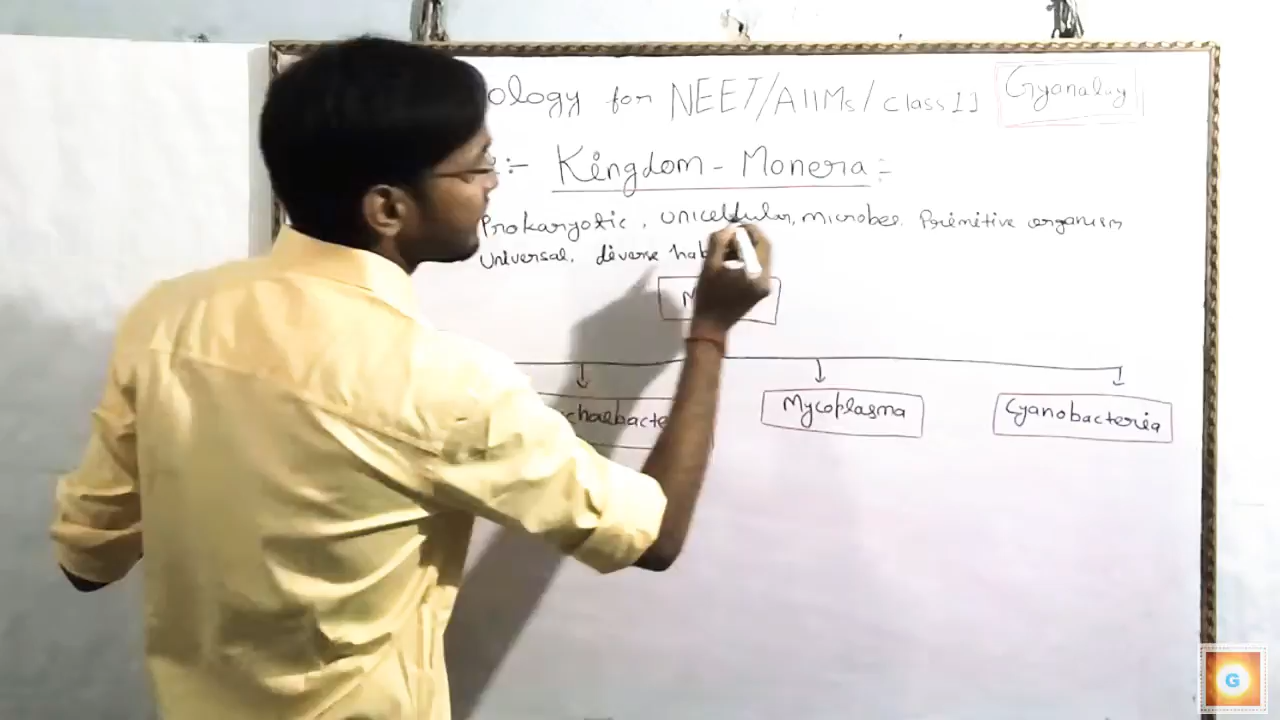 ology for NEET/AIIMs/class 11 Gyanalay
:- Kingdom - Monera :-
Prokaryotic, unicellular, microbes. Primitive organism
Universal, diverse hab
M
chaebacte Mycoplasma Cyanobacteria
G